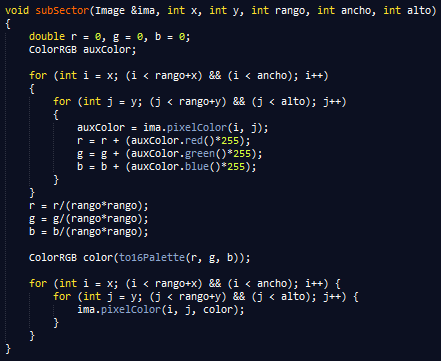 void subSector(Image &ima, int x, int y, int rango, int ancho, int alto)
{
    double r = 0, g = 0, b = 0;
    ColorRGB auxColor;

    for (int i = x; (i < rango+x) && (i < ancho); i++)
    {
        for (int j = y; (j < rango+y) && (j < alto); j++)
        {
            auxColor = ima.pixelColor(i, j);
            r = r + (auxColor.red()*255);
            g = g + (auxColor.green()*255);
            b = b + (auxColor.blue()*255);
        }
    }
    r = r/(rango*rango);
    g = g/(rango*rango);
    b = b/(rango*rango);

    ColorRGB color(to16Palette(r, g, b));

    for (int i = x; (i < rango+x) && (i < ancho); i++) {
        for (int j = y; (j < rango+y) && (j < alto); j++) {
            ima.pixelColor(i, j, color);
        }
    }
}